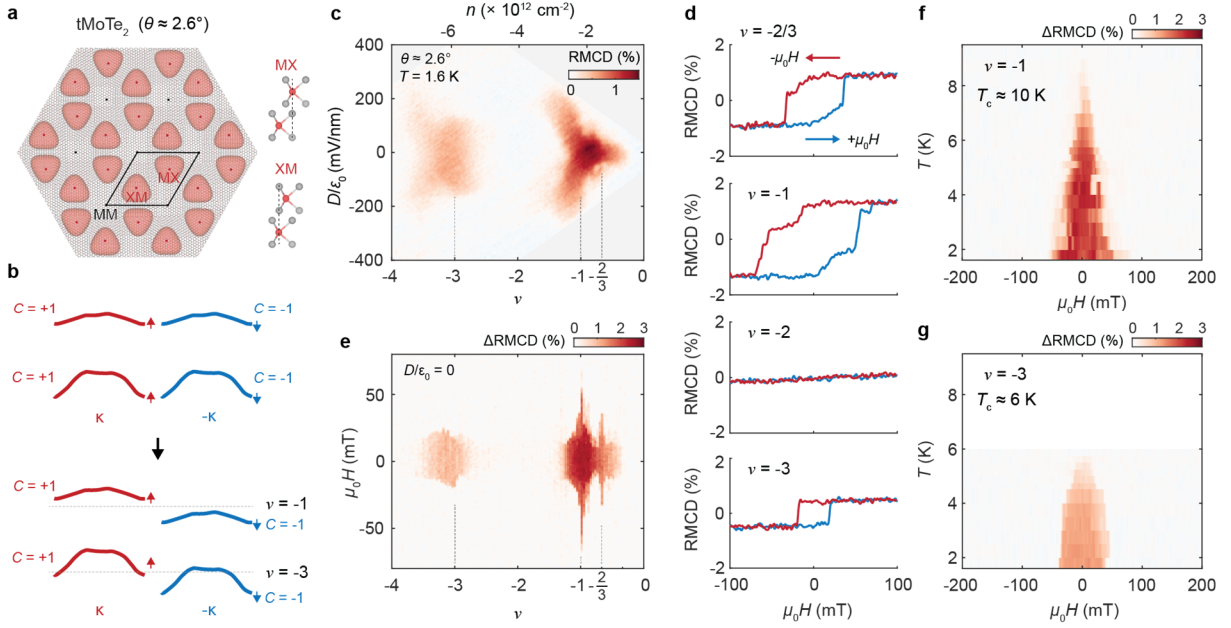 a
tMoTe₂ (θ ≈ 2.6°)
MX
XM
MX
XM
MM
b
C = +1
C = -1
C = +1
C = -1
κ
-κ
C = +1
ν = -1
C = -1
C = +1
ν = -3
C = -1
κ
-κ
c
n (× 10¹² cm⁻²)
-6
-4
-2
0
θ ≈ 2.6°
T = 1.6 K
RMCD (%)
0
1
D/ε₀ (mV/nm)
400
200
0
-200
-400
-4
-3
-2
-1
-2/3
0
ν
e
ΔRMCD (%)
0 1 2 3
D/ε₀ = 0
μ₀H (mT)
50
0
-50
-4
-3
-2
-1
-2/3
0
ν
d
ν = -2/3
-μ₀H
+μ₀H
RMCD (%)
2
0
-2
ν = -1
RMCD (%)
2
0
-2
ν = -2
RMCD (%)
2
0
-2
ν = -3
RMCD (%)
2
0
-2
-100
0
100
μ₀H (mT)
f
ΔRMCD (%)
0 1 2 3
ν = -1
T꜀ ≈ 10 K
T (K)
8
6
4
2
-200
-100
0
100
200
μ₀H (mT)
g
ΔRMCD (%)
0 1 2 3
ν = -3
T꜀ ≈ 6 K
T (K)
8
6
4
2
-200
-100
0
100
200
μ₀H (mT)